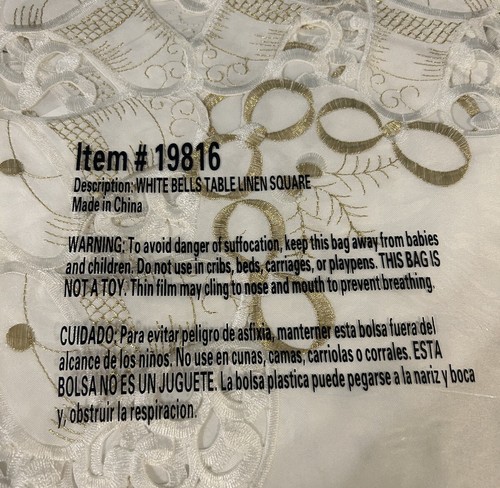 Item # 19816
Description: WHITE BELLS TABLE LINEN SQUARE
Made in China
WARNING: To avoid danger of suffocation, keep this bag away from babies
and children. Do not use in cribs, beds, carriages, or playpens. THIS BAG IS
NOT A TOY. Thin film may cling to nose and mouth to prevent breathing.
CUIDADO: Para evitar peligro de asfixia, manterner esta bolsa fuera del
alcance de los niños. No use en cunas, camas, carriolas o corrales. ESTA
BOLSA NO ES UN JUGUETE. La bolsa plastica puede pegarse a la nariz y boca
y, obstruir la respiracion.